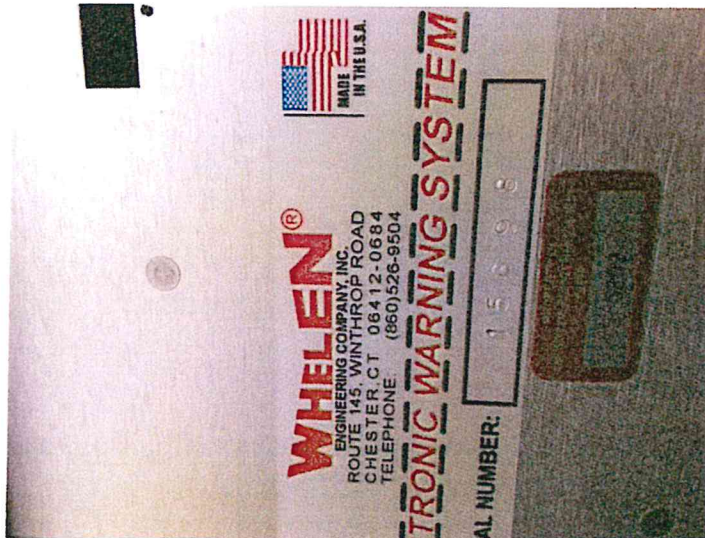 WHELEN®
ENGINEERING COMPANY, INC.
ROUTE 145, WINTHROP ROAD
CHESTER, CT 06412-0684
TELEPHONE: (860)526-9504
MADE
IN THE U.S.A.
TRONIC WARNING SYSTEM
AL NUMBER: